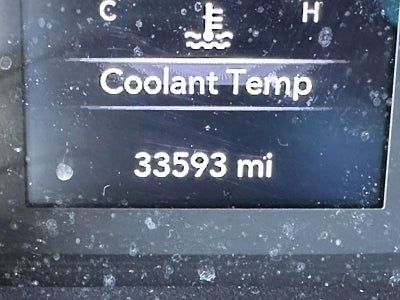 C H
Coolant Temp
33593 mi